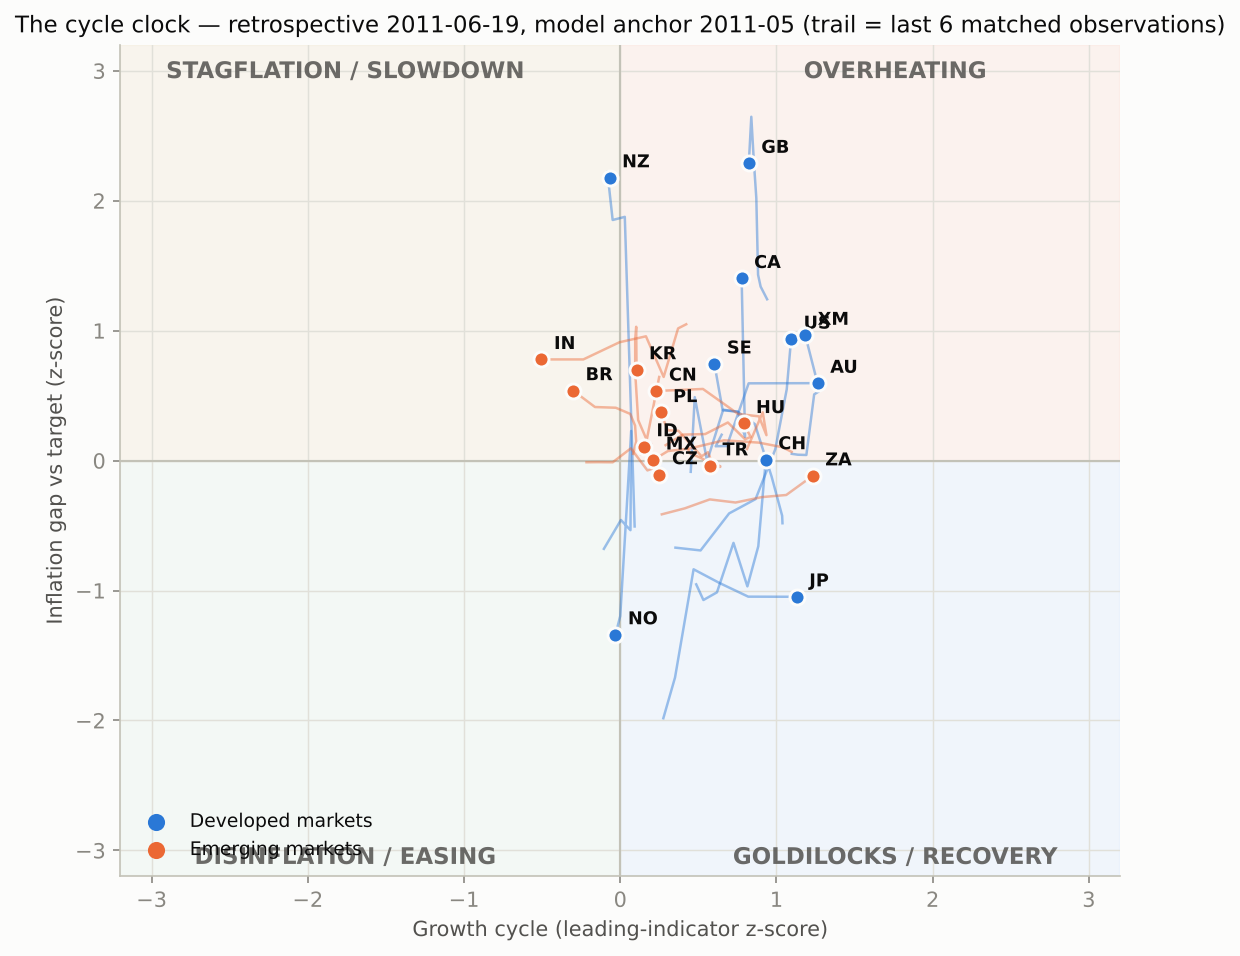 The cycle clock — retrospective 2011-06-19, model anchor 2011-05 (trail = last 6 matched observations)
STAGFLATION / SLOWDOWN
OVERHEATING
Inflation gap vs target (z-score)
3
2
1
0
−1
−2
−3
GB
NZ
CA
US
XM
IN
KR
SE
BR
CN
AU
PL
HU
ID
MX
CH
CZ
TR
ZA
JP
NO
Developed markets
Emerging markets
DISINFLATION / EASING
GOLDILOCKS / RECOVERY
−3
−2
−1
0
1
2
3
Growth cycle (leading-indicator z-score)